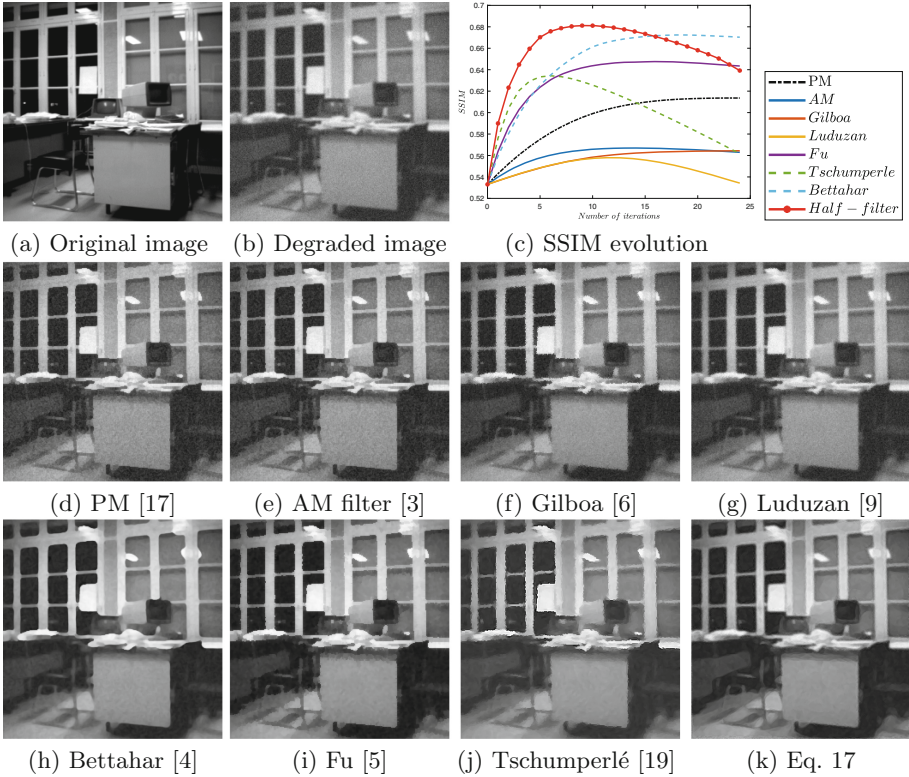 (a) Original image
(b) Degraded image
0.7
0.68
0.66
0.64
0.62
0.6
0.58
0.56
0.54
0.52
SSIM
0 5 10 15 20 25
Number of iterations
PM
AM
Gilboa
Luduzan
Fu
Tschumperle
Bettahar
Half − filter
(c) SSIM evolution
(d) PM [17]
(e) AM filter [3]
(f) Gilboa [6]
(g) Luduzan [9]
(h) Bettahar [4]
(i) Fu [5]
(j) Tschumperlé [19]
(k) Eq. 17